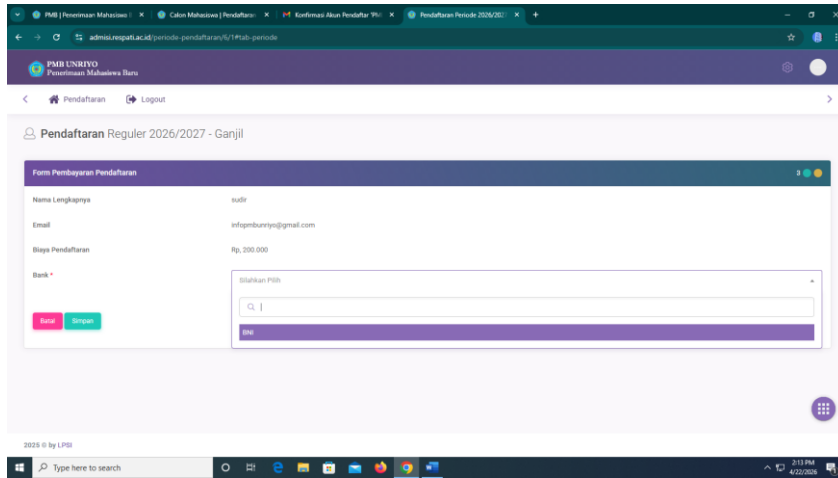 PMB | Penerimaan Mahasiswa
Calon Mahasiswa | Pendaftaran
Konfirmasi Akun Pendaftar 'PM
Pendaftaran Periode 2026/202
admisi.respati.ac.id/periode-pendaftaran/6/1#tab-periode
PMB UNRIYO
Penerimaan Mahasiswa Baru
Pendaftaran
Logout
Pendaftaran Reguler 2026/2027 - Ganjil
Form Pembayaran Pendaftaran
3
Nama Lengkapnya
sudir
Email
infopmbunriyo@gmail.com
Biaya Pendaftaran
Rp, 200.000
Bank *
Silahkan Pilih
BNI
Batal
Simpan
2025 © by LPSI
Type here to search
2:13 PM
4/22/2026